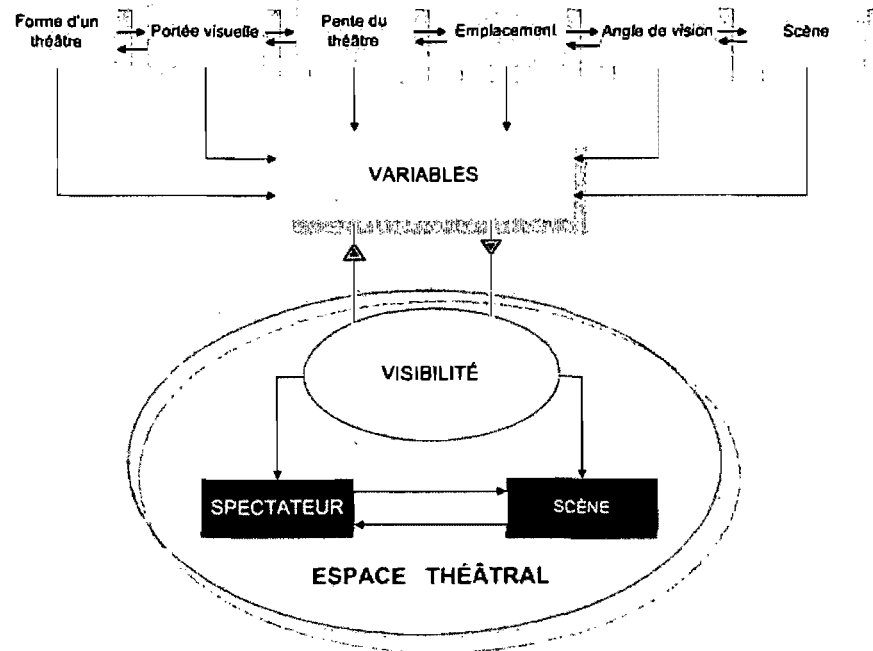 Forme d'un
théâtre
Portée visuelle
Pente du
théâtre
Emplacement
Angle de vision
Scène
VARIABLES
VISIBILITÉ
SPECTATEUR
SCÈNE
ESPACE THÉÂTRAL